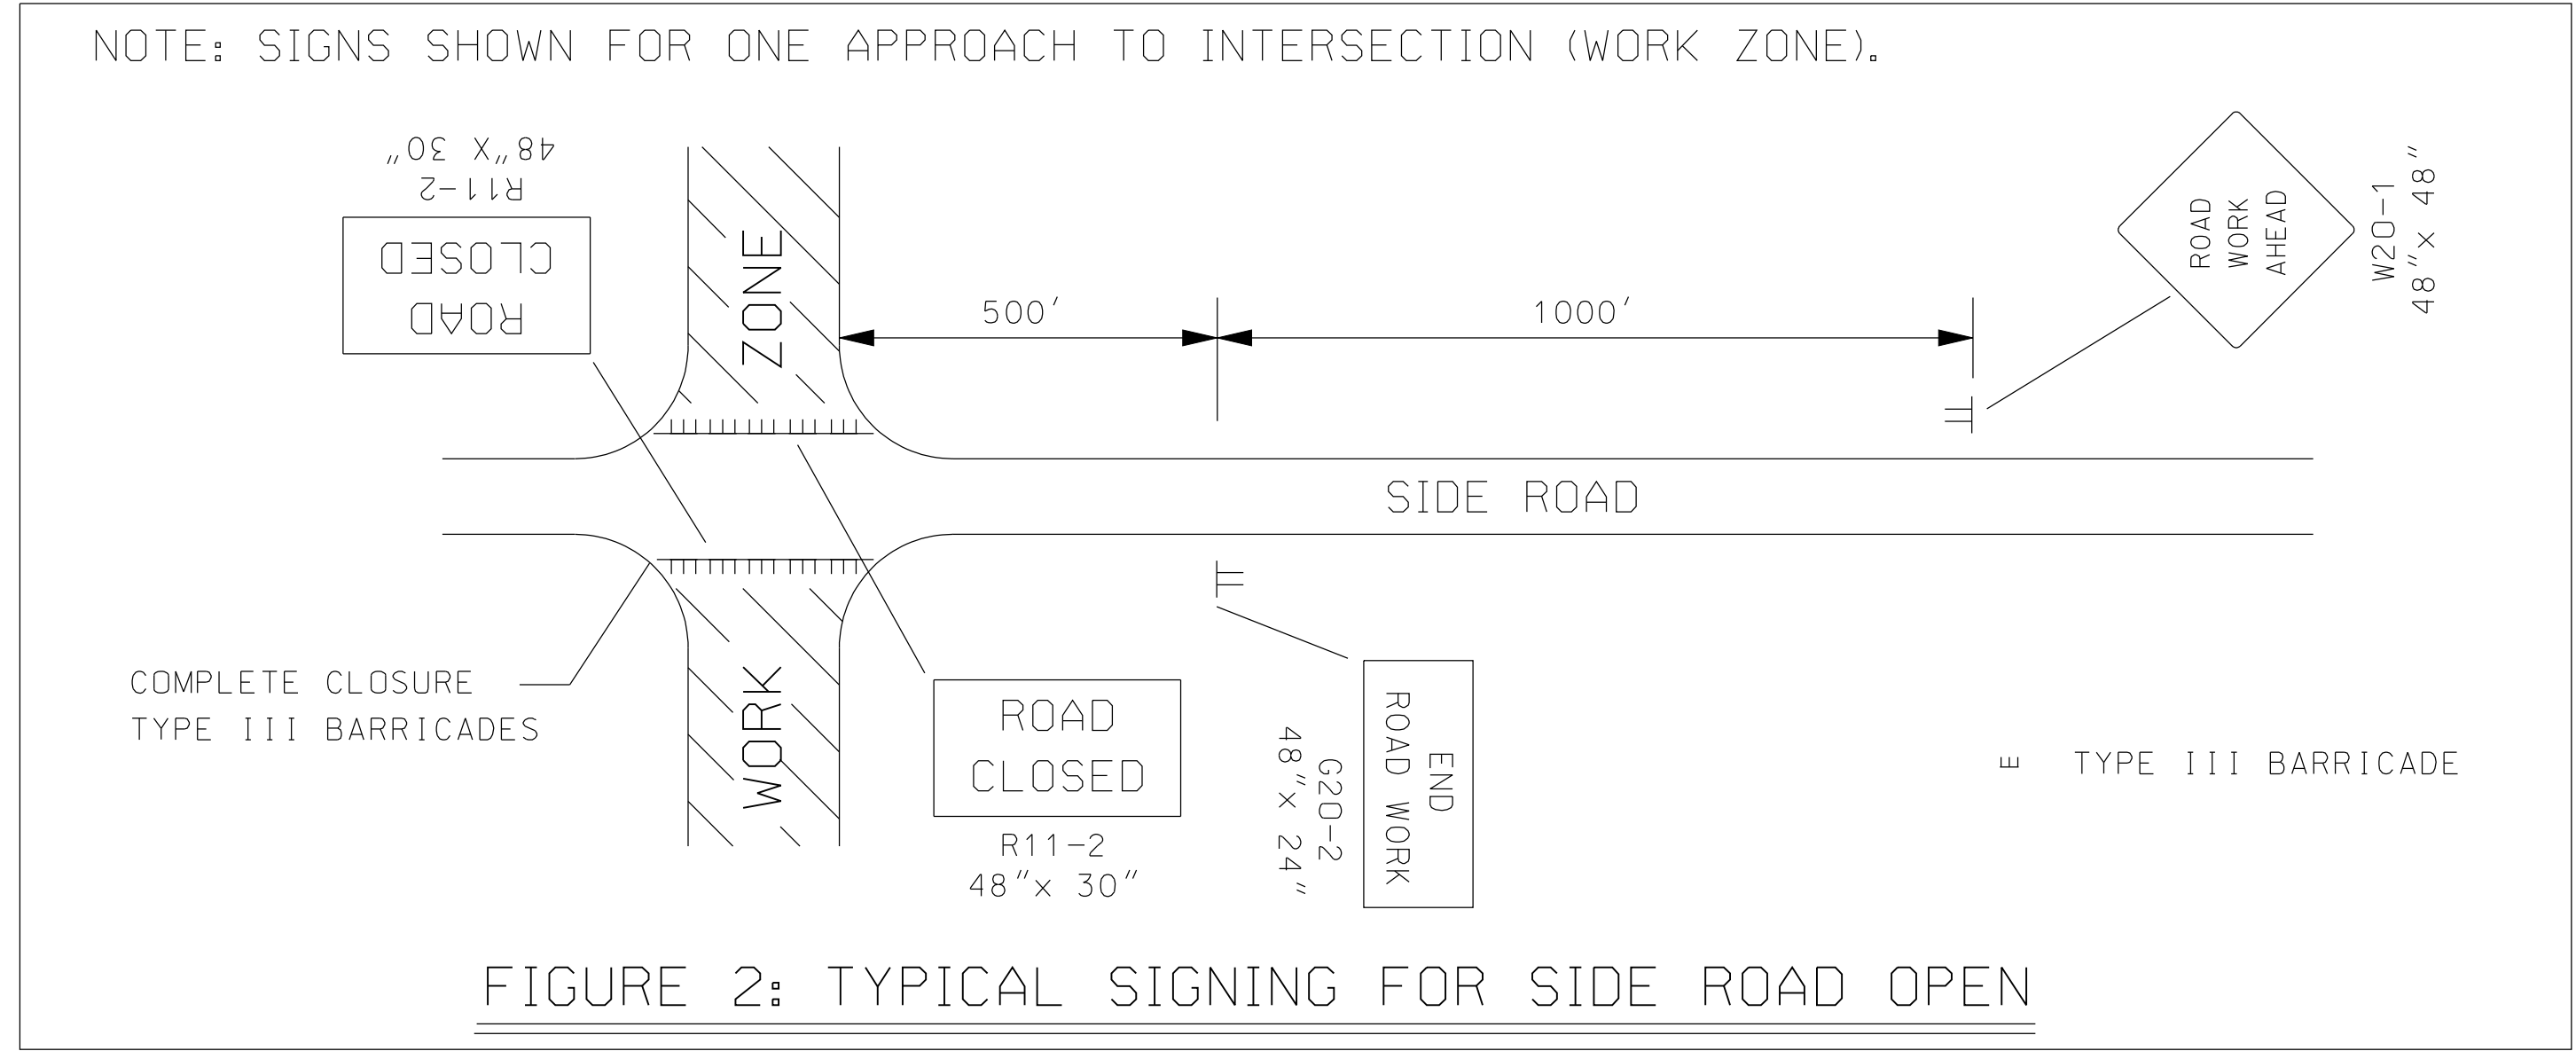 NOTE: SIGNS SHOWN FOR ONE APPROACH TO INTERSECTION (WORK ZONE).
48"X 30"
R11-2
ROAD
CLOSED
ZONE
500'
1000'
ROAD
WORK
AHEAD
W20-1
48"x 48"
SIDE ROAD
COMPLETE CLOSURE
TYPE III BARRICADES
WORK
ROAD
CLOSED
R11-2
48"x 30"
END
ROAD WORK
G20-2
48"x 24"
TYPE III BARRICADE
FIGURE 2: TYPICAL SIGNING FOR SIDE ROAD OPEN